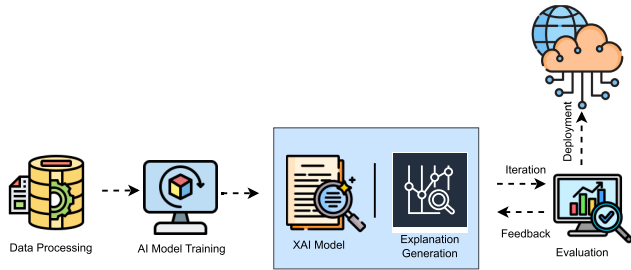 Data Processing
AI Model Training
XAI Model
Explanation
Generation
Iteration
Feedback
Deployment
Evaluation